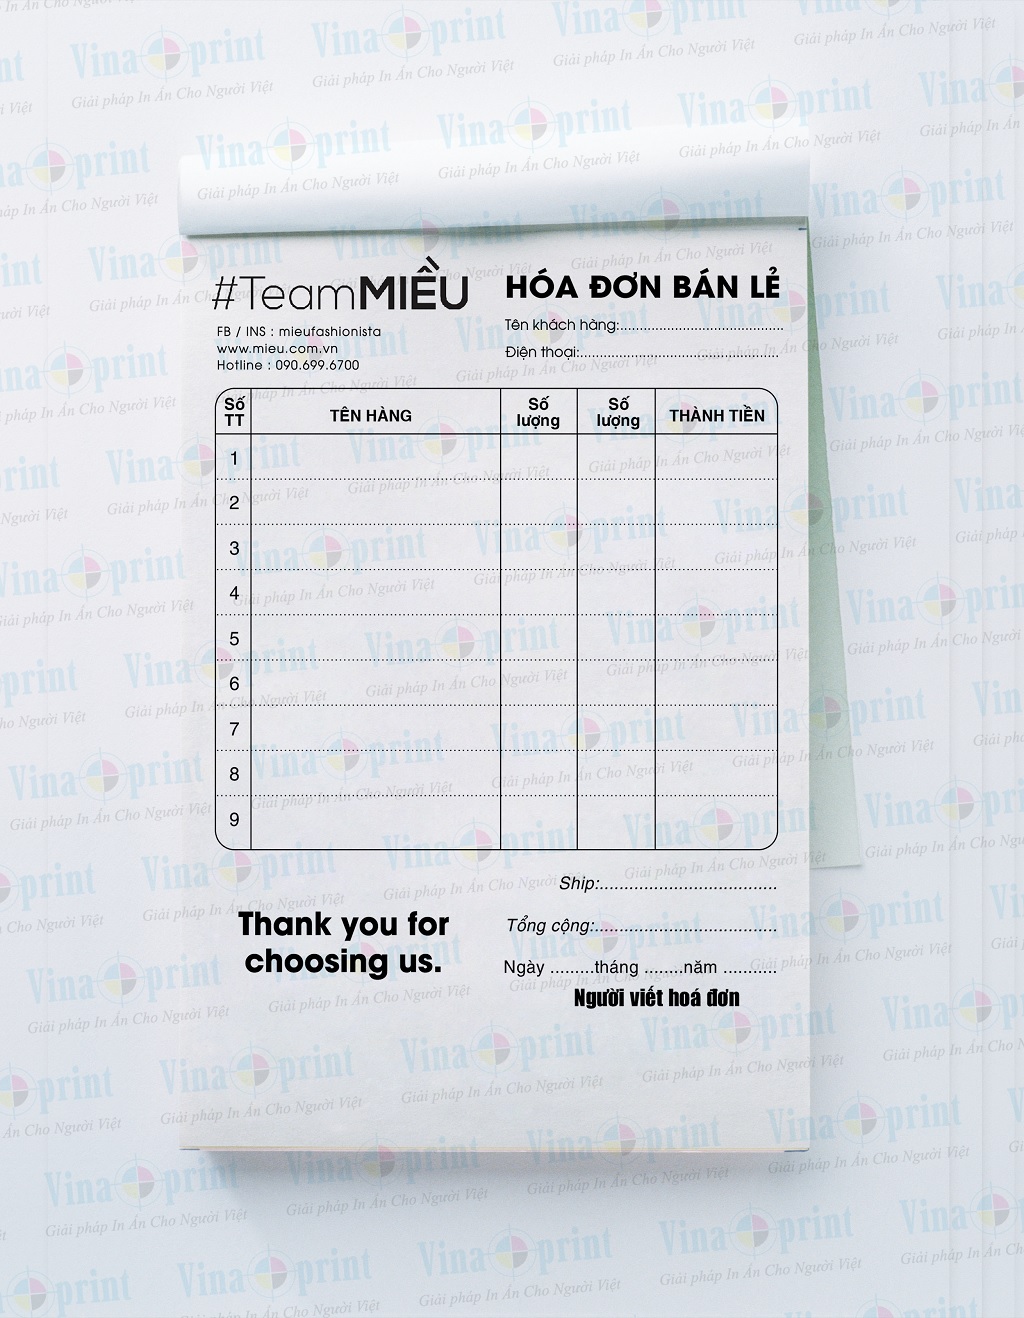 #TeamMIỀU
FB / INS : mieufashionista
www.mieu.com.vn
Hotline : 090.699.6700
HÓA ĐƠN BÁN LẺ
Tên khách hàng:
Điện thoại:
Số TT
TÊN HÀNG
Số lượng
Số lượng
THÀNH TIỀN
1
2
3
4
5
6
7
8
9
Ship:
Tổng cộng:
Ngày .........tháng ........năm ...........
Người viết hoá đơn
Thank you for
choosing us.
Vina print
Giải pháp In Ấn Cho Người Việt